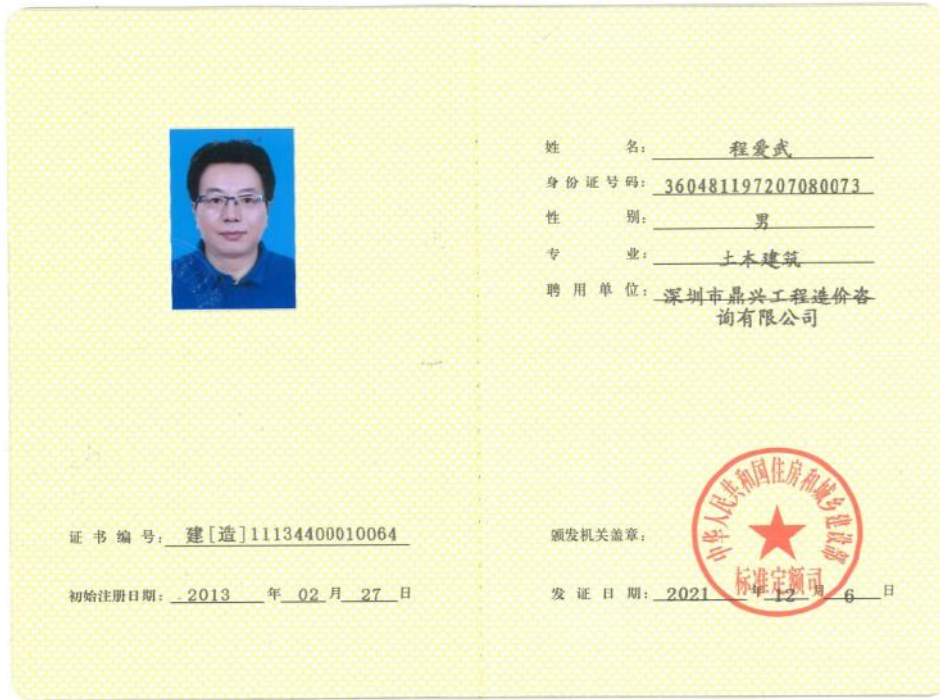 姓 名: 程爱武
身份证号码: 360481197207080073
性 别: 男
专 业: 土木建筑
聘用单位: 深圳市鼎兴工程造价咨
询有限公司
证书编号: 建[造]11134400010064
初始注册日期: 2013 年 02 月 27 日
颁发机关盖章:
中华人民共和国住房和城乡建设部
标准定额司
发证日期: 2021 年 12 月 6 日